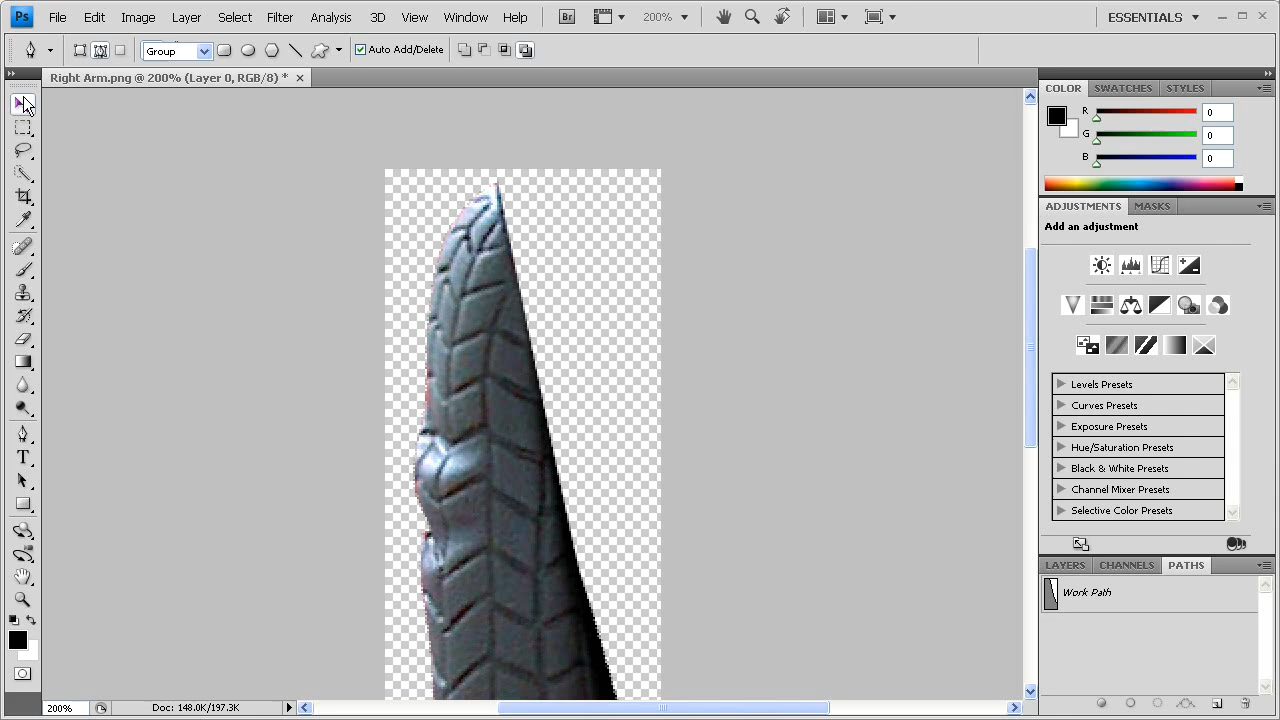 Ps File Edit Image Layer Select Filter Analysis 3D View Window Help Br 200% ESSENTIALS
Group Auto Add/Delete
Right Arm.png @ 200% (Layer 0, RGB/8) *
COLOR SWATCHES STYLES
R 0
G 0
B 0
ADJUSTMENTS MASKS
Add an adjustment
Levels Presets
Curves Presets
Exposure Presets
Hue/Saturation Presets
Black & White Presets
Channel Mixer Presets
Selective Color Presets
T
LAYERS CHANNELS PATHS
Work Path
200% Doc: 148.0K/197.3K